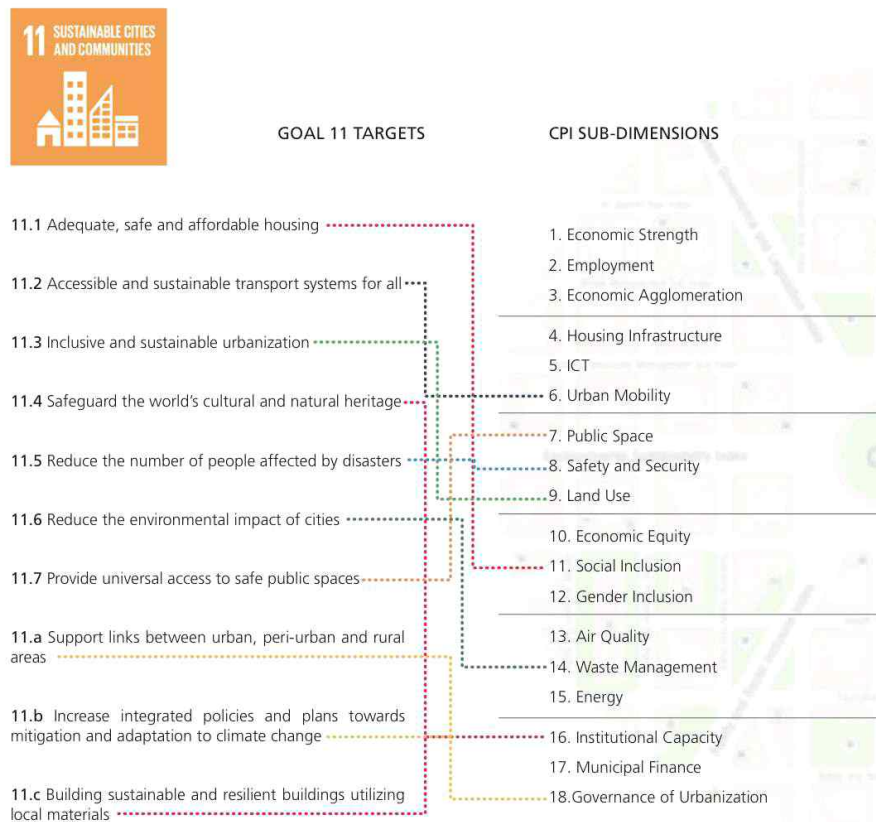 11 SUSTAINABLE CITIES
AND COMMUNITIES
GOAL 11 TARGETS
CPI SUB-DIMENSIONS
11.1 Adequate, safe and affordable housing
11.2 Accessible and sustainable transport systems for all
11.3 Inclusive and sustainable urbanization
11.4 Safeguard the world's cultural and natural heritage
11.5 Reduce the number of people affected by disasters
11.6 Reduce the environmental impact of cities
11.7 Provide universal access to safe public spaces
11.a Support links between urban, peri-urban and rural
areas
11.b Increase integrated policies and plans towards
mitigation and adaptation to climate change
11.c Building sustainable and resilient buildings utilizing
local materials
1. Economic Strength
2. Employment
3. Economic Agglomeration
4. Housing Infrastructure
5. ICT
6. Urban Mobility
7. Public Space
8. Safety and Security
9. Land Use
10. Economic Equity
11. Social Inclusion
12. Gender Inclusion
13. Air Quality
14. Waste Management
15. Energy
16. Institutional Capacity
17. Municipal Finance
18.Governance of Urbanization